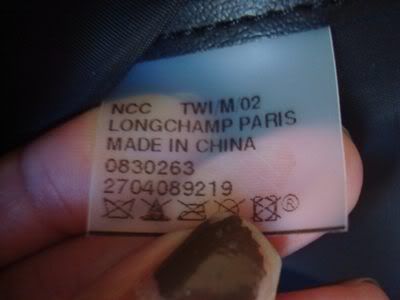 NCC TWI/M/02
LONGCHAMP PARIS
MADE IN CHINA
0830263
2704089219
®